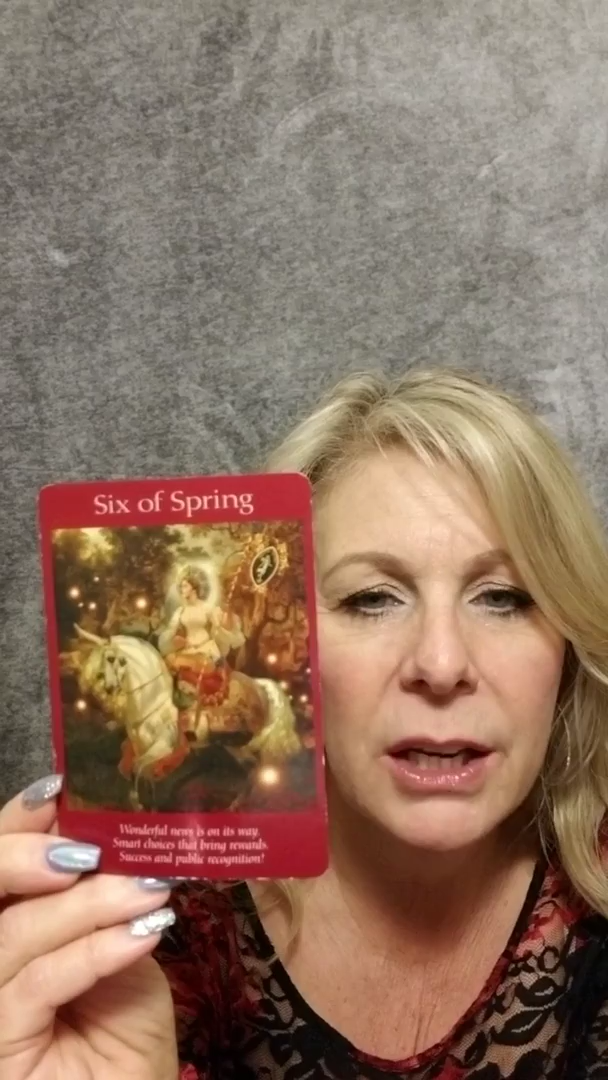 Six of Spring
Wonderful news is on its way.
Smart choices that bring rewards.
Success and public recognition!